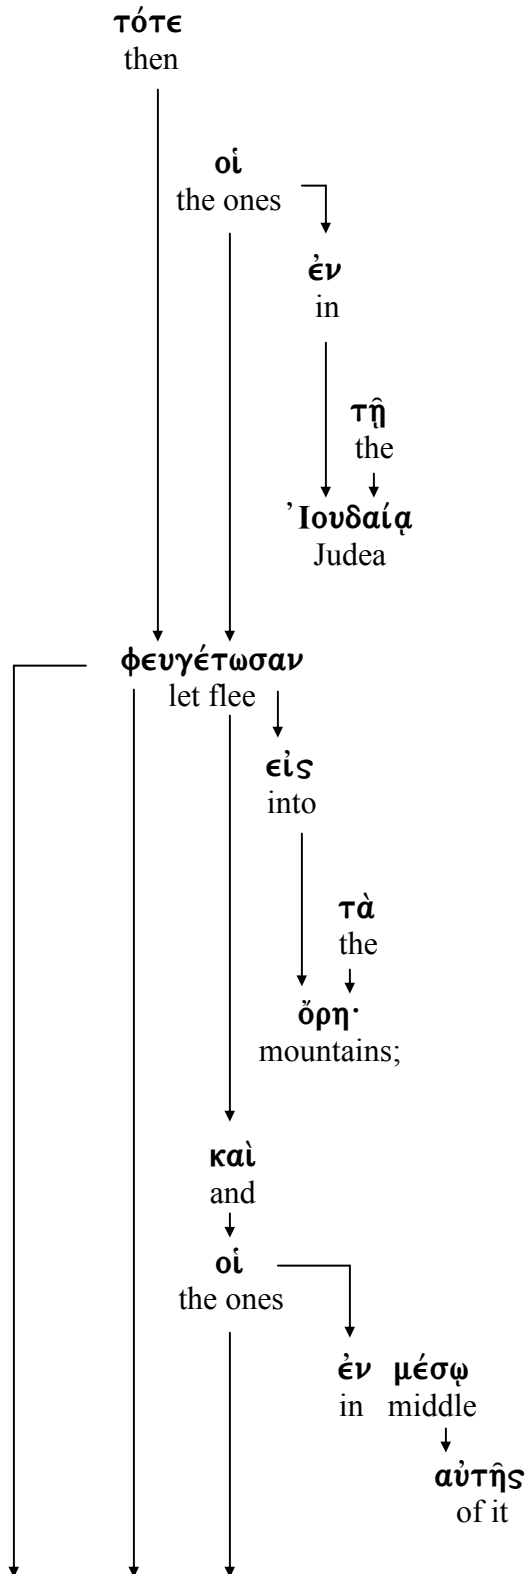 τότε
then
οἱ
the ones
ἐν
in
τῇ
the
Ἰουδαίᾳ
Judea
φευγέτωσαν
let flee
εἰς
into
τὰ
the
ὄρη·
mountains;
καὶ
and
οἱ
the ones
ἐν μέσῳ
in middle
αὐτῆς
of it